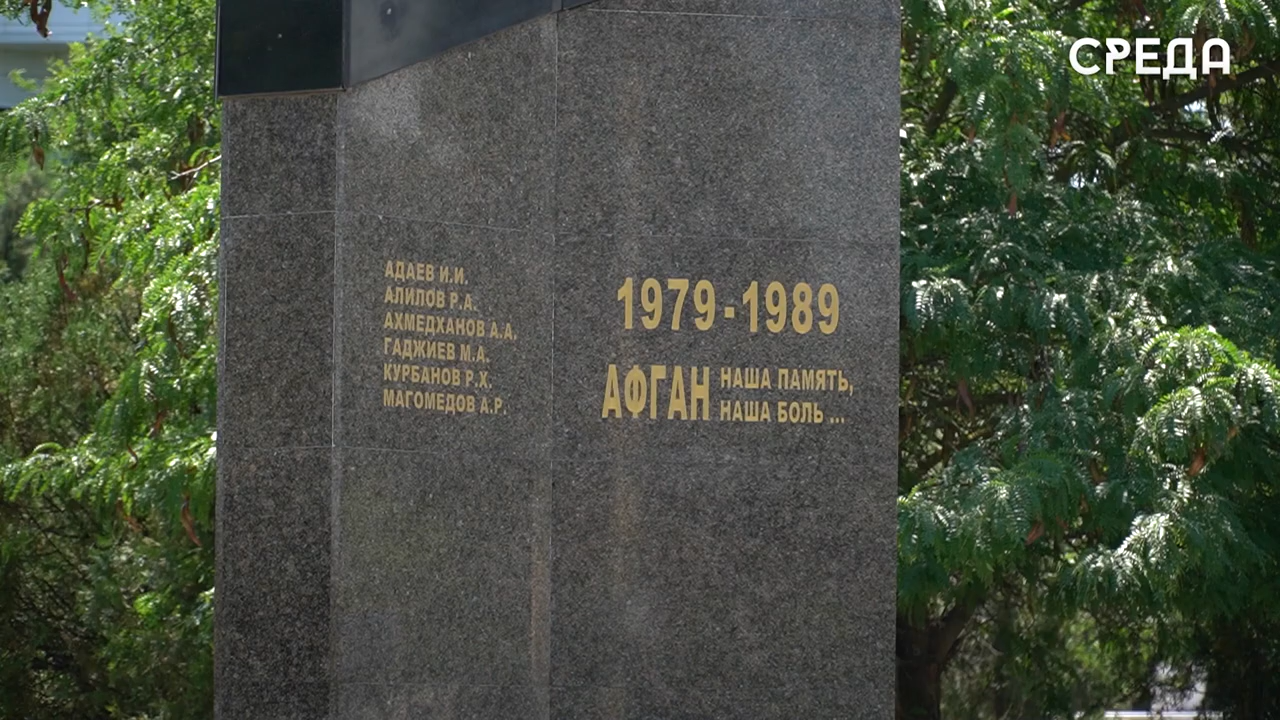 СРЕДА
АДАЕВ И.И.
АЛИЛОВ Р.А.
АХМЕДХАНОВ А.А.
ГАДЖИЕВ М.А.
КУРБАНОВ Р.Х.
МАГОМЕДОВ А.Р.
1979-1989
АФГАН НАША ПАМЯТЬ,
НАША БОЛЬ ...